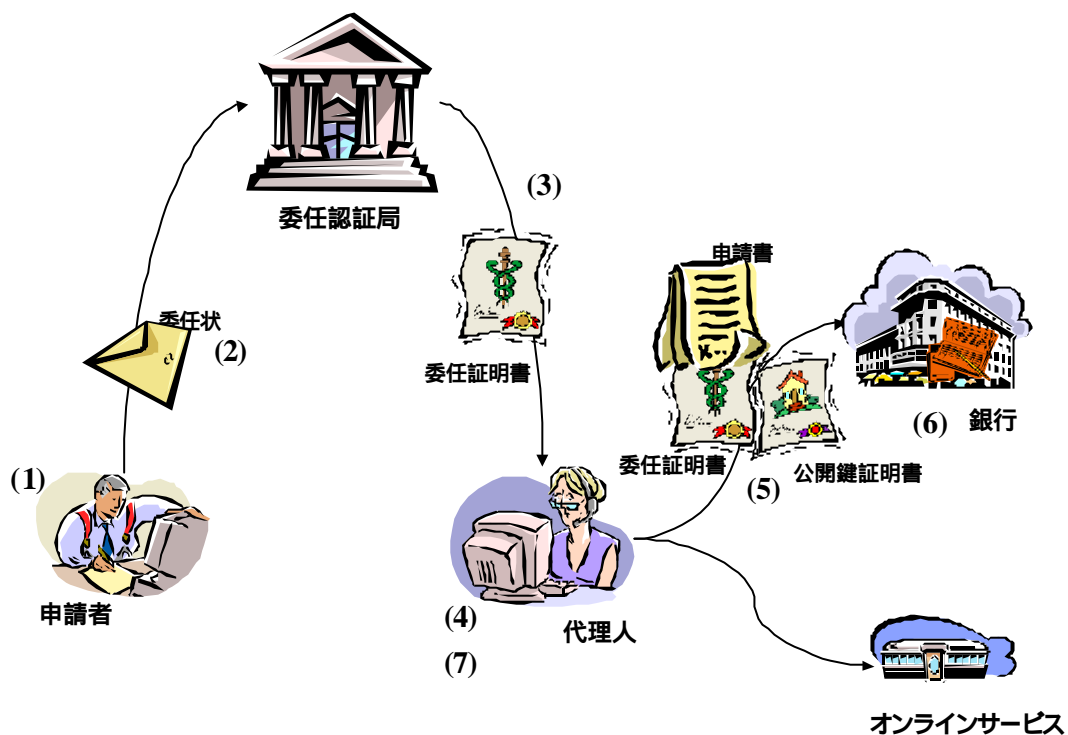 委任認証局
(3)
申請書
委任状
(2)
委任証明書
(6)
銀行
委任証明書
(5)
公開鍵証明書
(1)
申請者
(4)
代理人
(7)
オンラインサービス